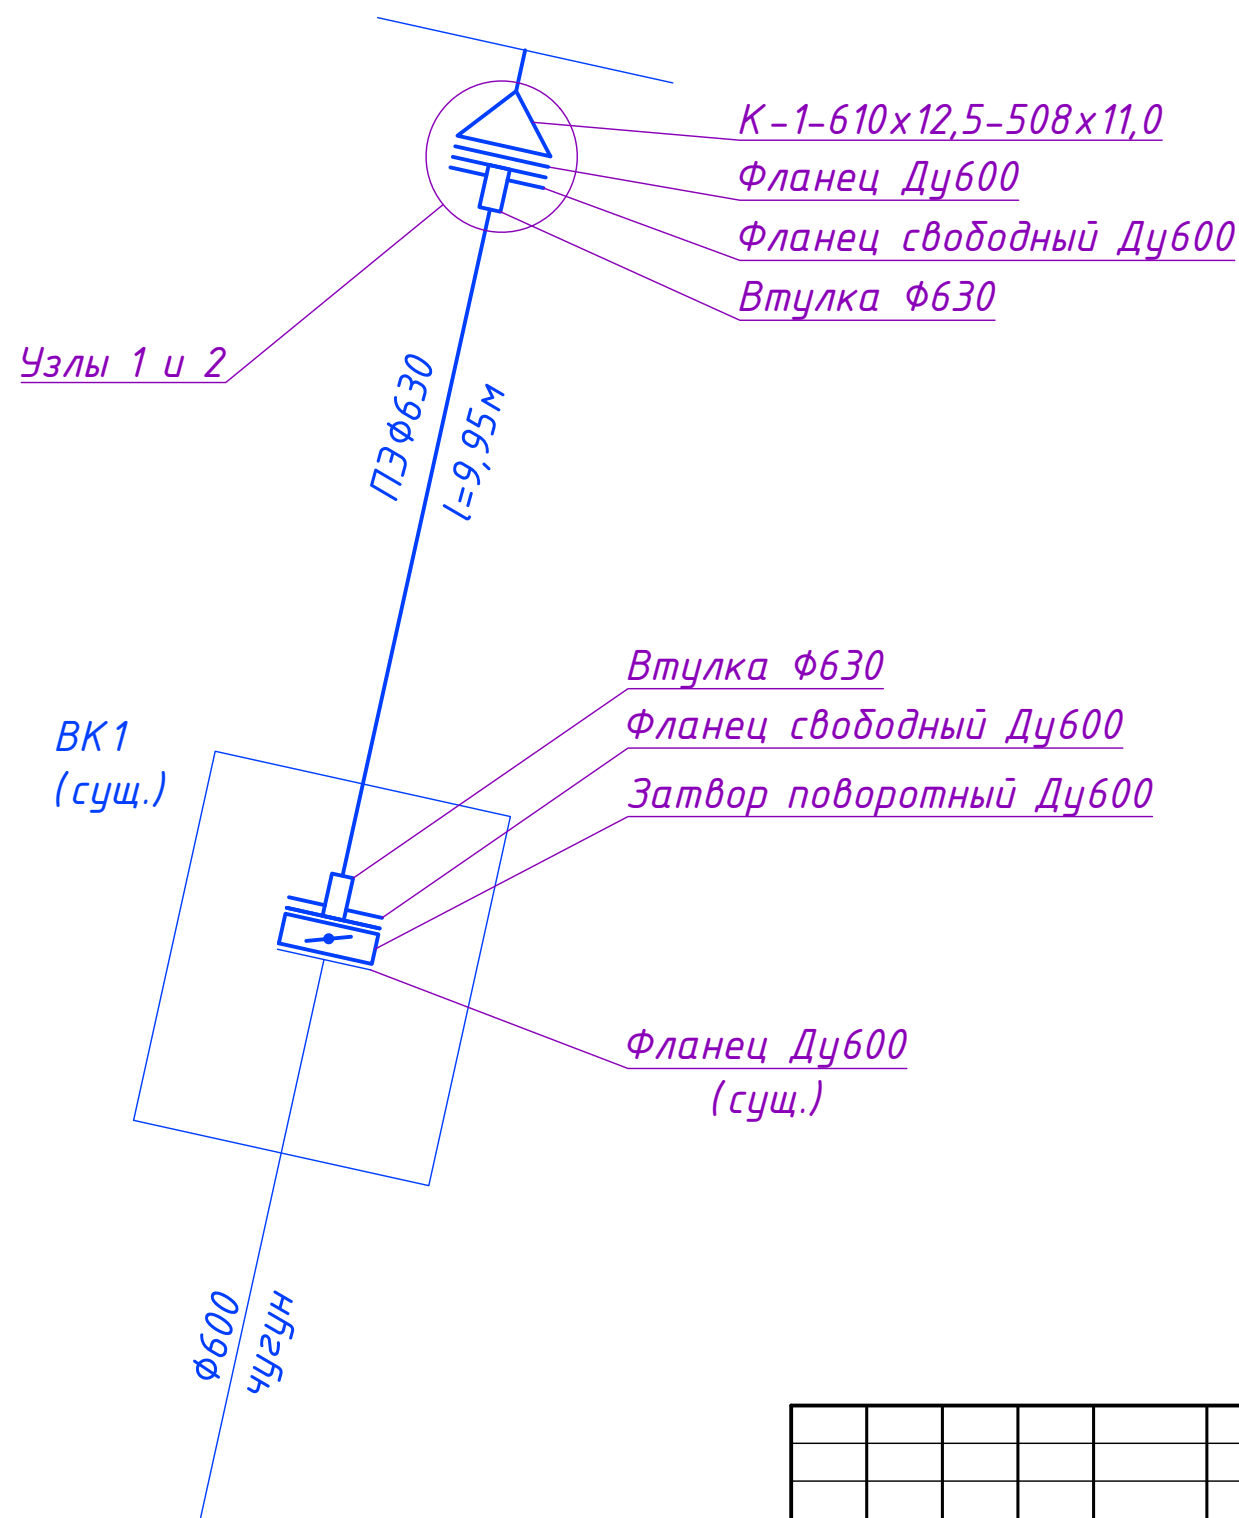 К-1-610х12,5-508х11,0
Фланец Ду600
Фланец свободный Ду600
Втулка Ф630
Узлы 1 и 2
ПЭФ630
l=9,95м
Втулка Ф630
Фланец свободный Ду600
Затвор поворотный Ду600
ВК1
(сущ.)
Фланец Ду600
(сущ.)
Ф600
чугун